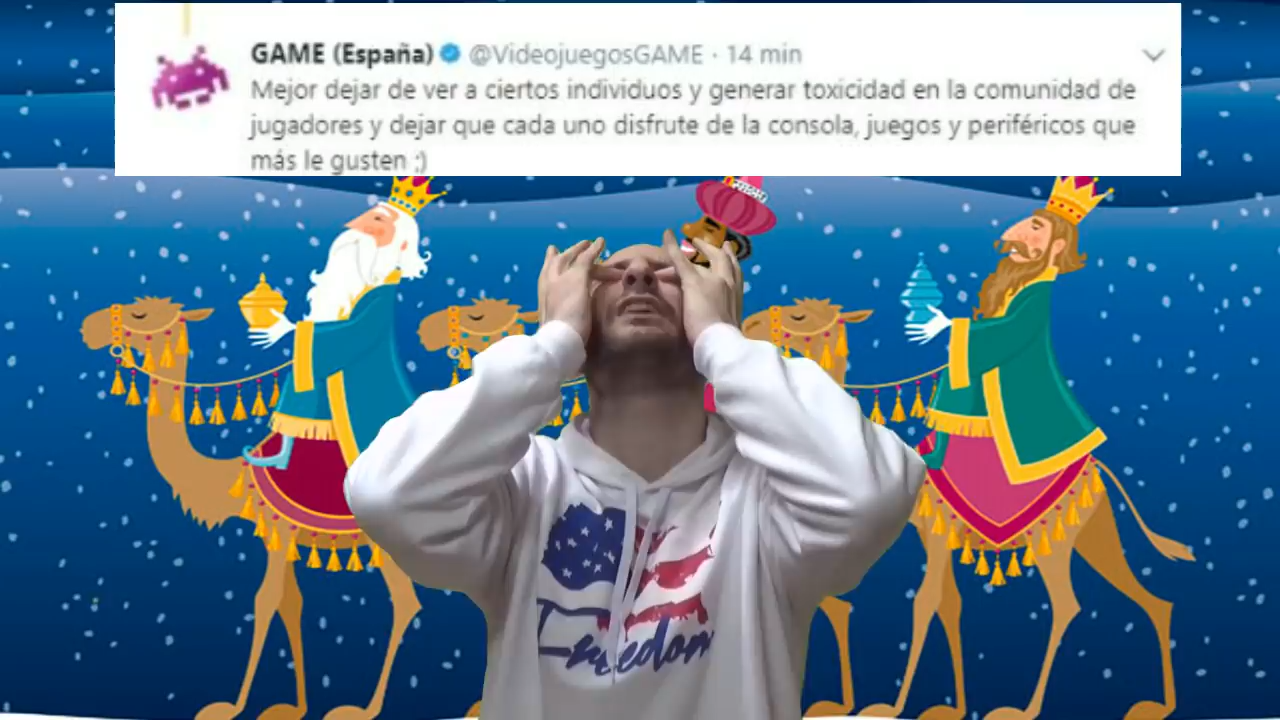 GAME (España) @VideojuegosGAME · 14 min
Mejor dejar de ver a ciertos individuos y generar toxicidad en la comunidad de
jugadores y dejar que cada uno disfrute de la consola, juegos y periféricos que
más le gusten ;)
Freedom